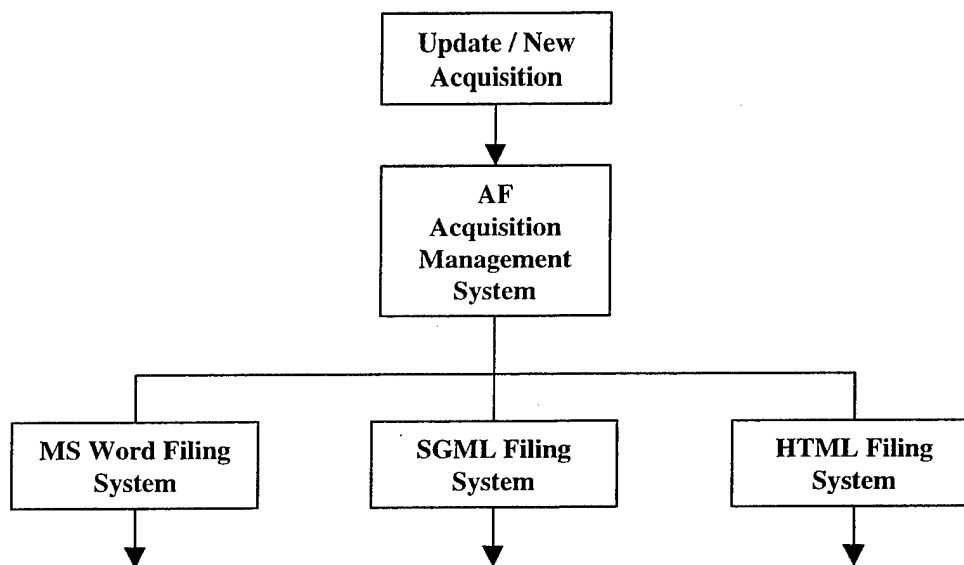 Update / New
Acquisition
AF
Acquisition
Management
System
MS Word Filing
System
SGML Filing
System
HTML Filing
System